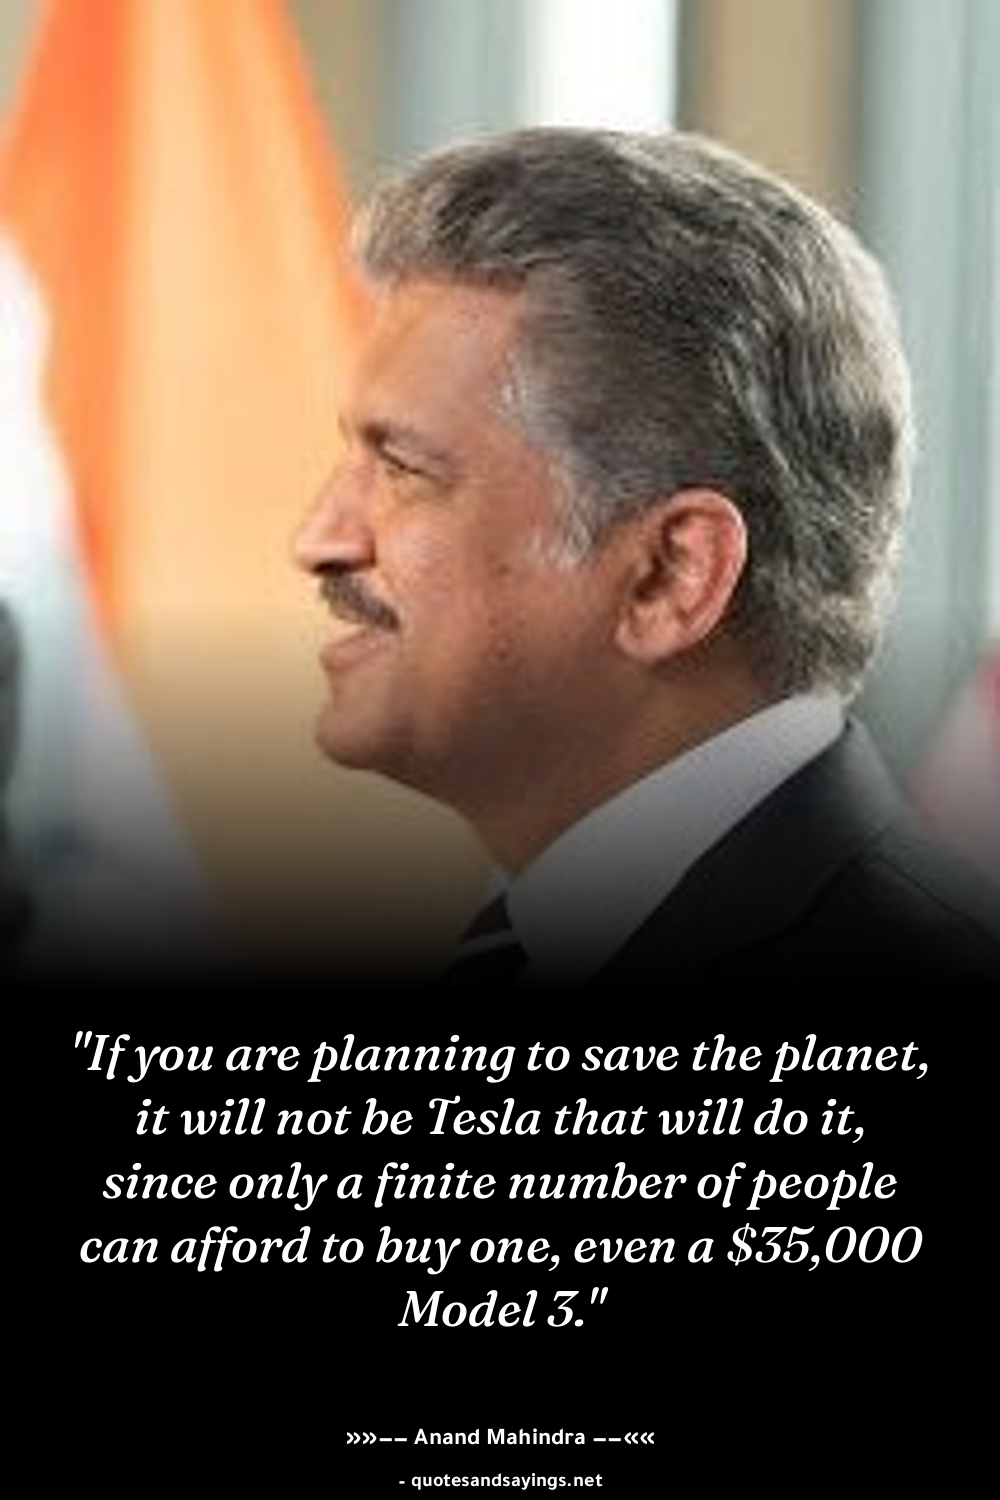 "If you are planning to save the planet,
it will not be Tesla that will do it,
since only a finite number of people
can afford to buy one, even a $35,000
Model 3."
»»−− Anand Mahindra −−««
- quotesandsayings.net